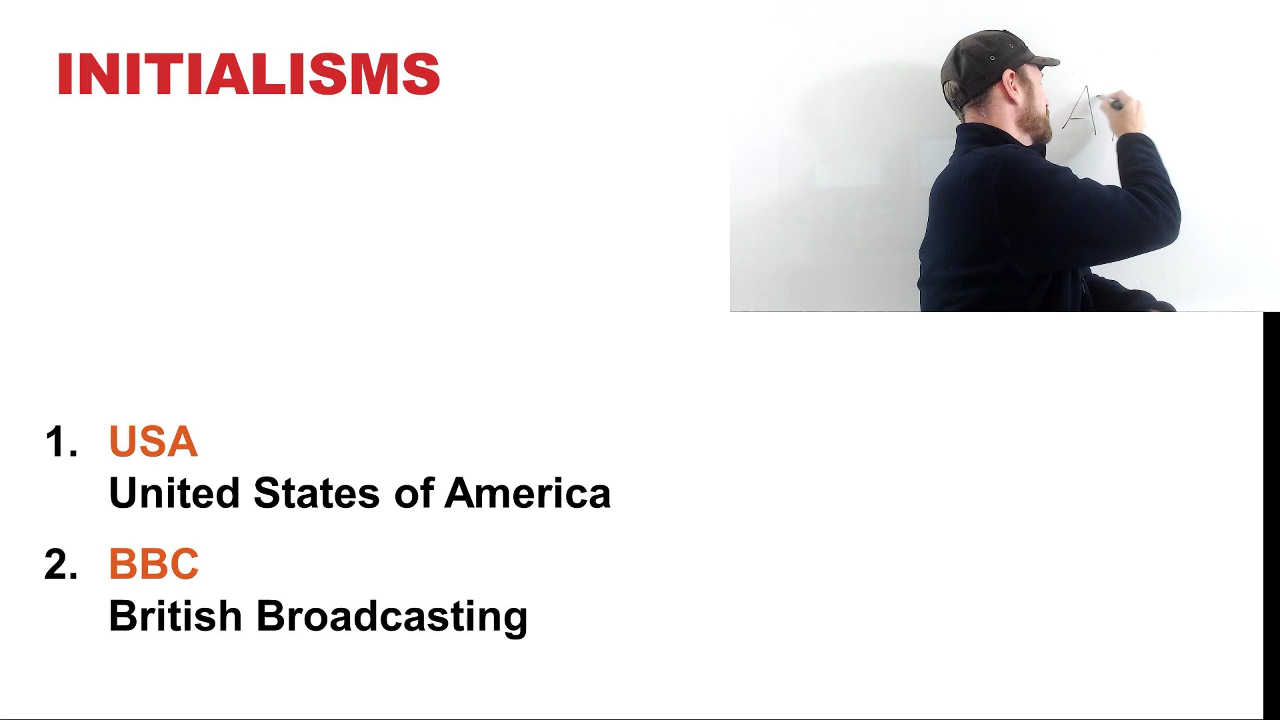 INITIALISMS
A
1. USA
United States of America
2. BBC
British Broadcasting